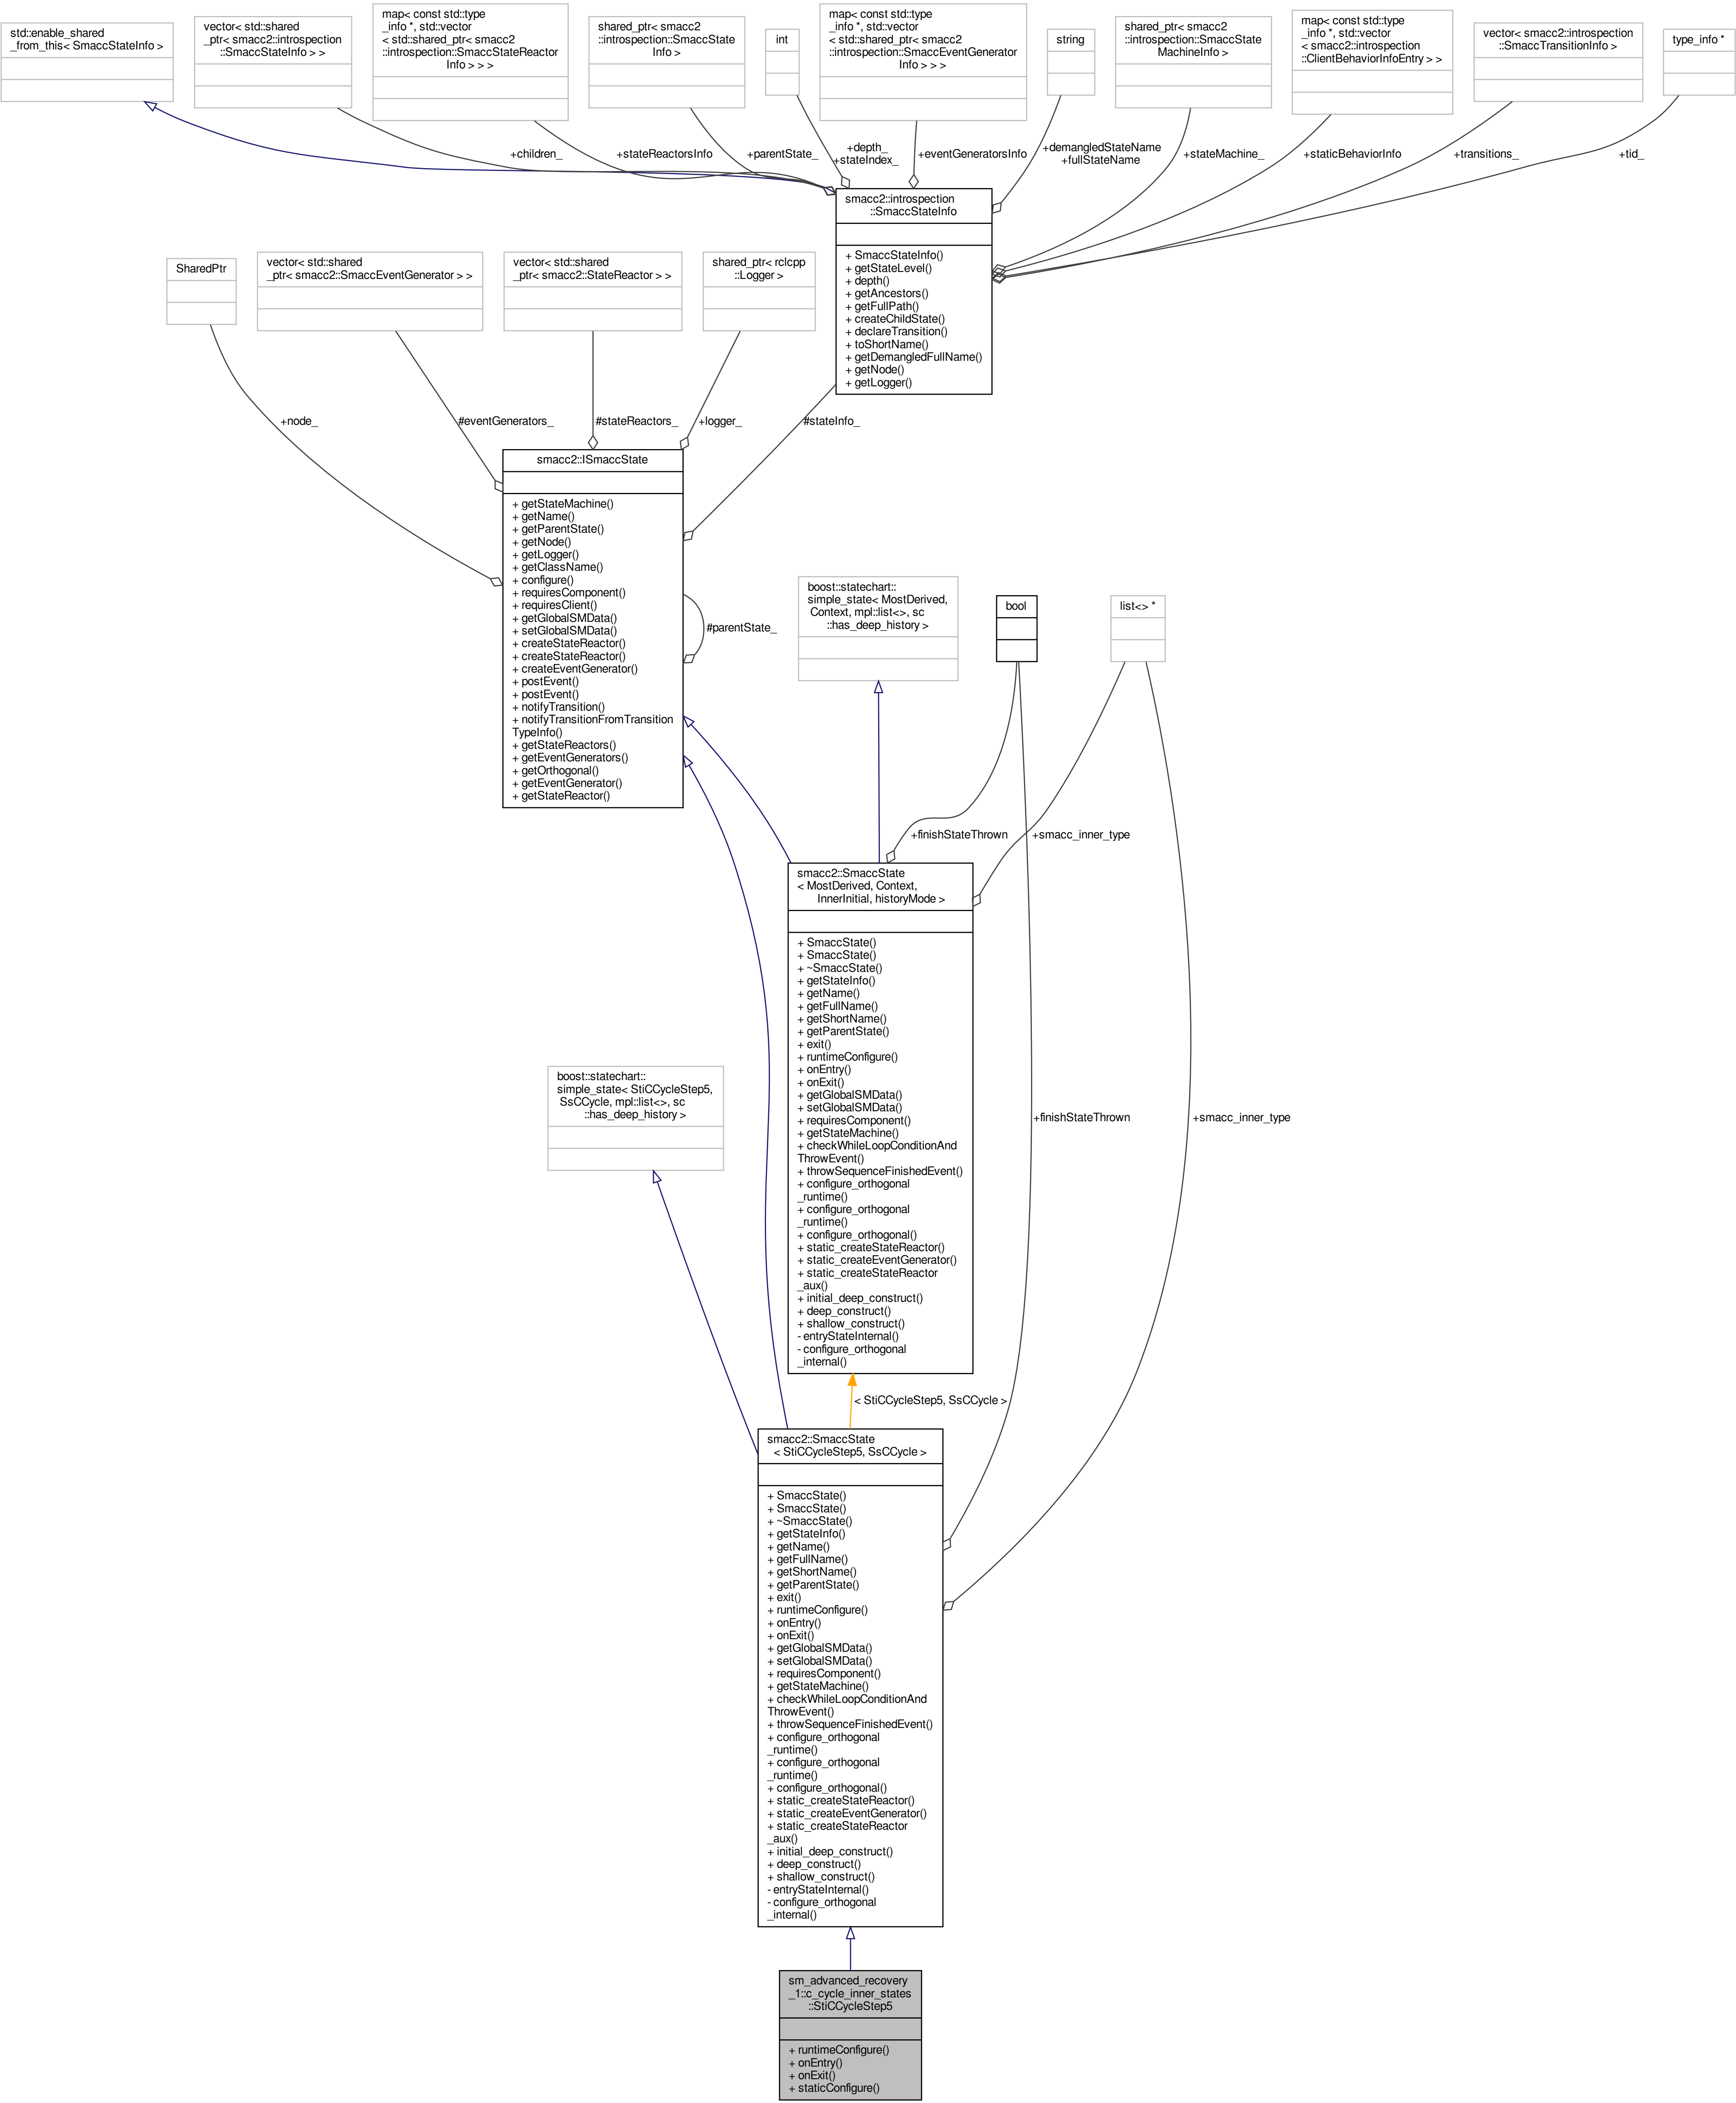 std::enable_shared
_from_this< SmaccStateInfo >
vector< std::shared
_ptr< smacc2::introspection
::SmaccStateInfo > >
map< const std::type
_info *, std::vector
< std::shared_ptr< smacc2
::introspection::SmaccStateReactor
Info > > >
shared_ptr< smacc2
::introspection::SmaccState
Info >
int
map< const std::type
_info *, std::vector
< std::shared_ptr< smacc2
::introspection::SmaccEventGenerator
Info > > >
string
shared_ptr< smacc2
::introspection::SmaccState
MachineInfo >
map< const std::type
_info *, std::vector
< smacc2::introspection
::ClientBehaviorInfoEntry > >
vector< smacc2::introspection
::SmaccTransitionInfo >
type_info *
+children_
+stateReactorsInfo
+parentState_
+depth_
+stateIndex_
+eventGeneratorsInfo
+demangledStateName
+fullStateName
+stateMachine_
+staticBehaviorInfo
+transitions_
+tid_
smacc2::introspection
::SmaccStateInfo
+ SmaccStateInfo()
+ getStateLevel()
+ depth()
+ getAncestors()
+ getFullPath()
+ createChildState()
+ declareTransition()
+ toShortName()
+ getDemangledFullName()
+ getNode()
+ getLogger()
SharedPtr
vector< std::shared
_ptr< smacc2::SmaccEventGenerator > >
vector< std::shared
_ptr< smacc2::StateReactor > >
shared_ptr< rclcpp
::Logger >
+node_
#eventGenerators_
#stateReactors_
+logger_
#stateInfo_
smacc2::ISmaccState
+ getStateMachine()
+ getName()
+ getParentState()
+ getNode()
+ getLogger()
+ getClassName()
+ configure()
+ requiresComponent()
+ requiresClient()
+ getGlobalSMData()
+ setGlobalSMData()
+ createStateReactor()
+ createStateReactor()
+ createEventGenerator()
+ postEvent()
+ postEvent()
+ notifyTransition()
+ notifyTransitionFromTransition
TypeInfo()
+ getStateReactors()
+ getEventGenerators()
+ getOrthogonal()
+ getEventGenerator()
+ getStateReactor()
#parentState_
boost::statechart::
simple_state< MostDerived,
Context, mpl::list<>, sc
::has_deep_history >
bool
list<> *
+finishStateThrown
+smacc_inner_type
smacc2::SmaccState
< MostDerived, Context,
InnerInitial, historyMode >
+ SmaccState()
+ SmaccState()
+ ~SmaccState()
+ getStateInfo()
+ getName()
+ getFullName()
+ getShortName()
+ getParentState()
+ exit()
+ runtimeConfigure()
+ onEntry()
+ onExit()
+ getGlobalSMData()
+ setGlobalSMData()
+ requiresComponent()
+ getStateMachine()
+ checkWhileLoopConditionAnd
ThrowEvent()
+ throwSequenceFinishedEvent()
+ configure_orthogonal
_runtime()
+ configure_orthogonal
_runtime()
+ configure_orthogonal()
+ static_createStateReactor()
+ static_createEventGenerator()
+ static_createStateReactor
_aux()
+ initial_deep_construct()
+ deep_construct()
+ shallow_construct()
- entryStateInternal()
- configure_orthogonal
_internal()
boost::statechart::
simple_state< StiCCycleStep5,
SsCCycle, mpl::list<>, sc
::has_deep_history >
+finishStateThrown
+smacc_inner_type
< StiCCycleStep5, SsCCycle >
smacc2::SmaccState
< StiCCycleStep5, SsCCycle >
+ SmaccState()
+ SmaccState()
+ ~SmaccState()
+ getStateInfo()
+ getName()
+ getFullName()
+ getShortName()
+ getParentState()
+ exit()
+ runtimeConfigure()
+ onEntry()
+ onExit()
+ getGlobalSMData()
+ setGlobalSMData()
+ requiresComponent()
+ getStateMachine()
+ checkWhileLoopConditionAnd
ThrowEvent()
+ throwSequenceFinishedEvent()
+ configure_orthogonal
_runtime()
+ configure_orthogonal
_runtime()
+ configure_orthogonal()
+ static_createStateReactor()
+ static_createEventGenerator()
+ static_createStateReactor
_aux()
+ initial_deep_construct()
+ deep_construct()
+ shallow_construct()
- entryStateInternal()
- configure_orthogonal
_internal()
sm_advanced_recovery
_1::c_cycle_inner_states
::StiCCycleStep5
+ runtimeConfigure()
+ onEntry()
+ onExit()
+ staticConfigure()